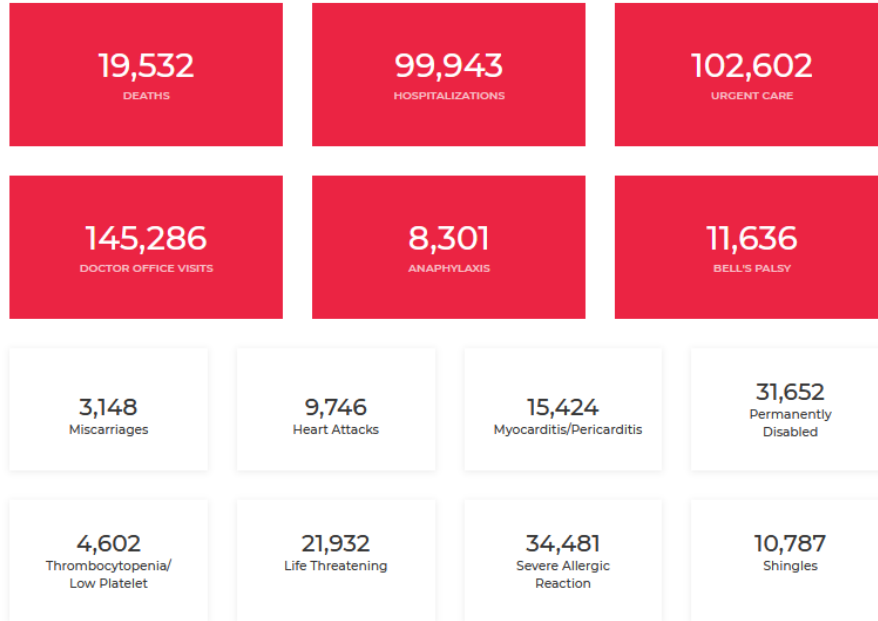 19,532
DEATHS
99,943
HOSPITALIZATIONS
102,602
URGENT CARE
145,286
DOCTOR OFFICE VISITS
8,301
ANAPHYLAXIS
11,636
BELL'S PALSY
3,148
Miscarriages
9,746
Heart Attacks
15,424
Myocarditis/Pericarditis
31,652
Permanently
Disabled
4,602
Thrombocytopenia/
Low Platelet
21,932
Life Threatening
34,481
Severe Allergic
Reaction
10,787
Shingles